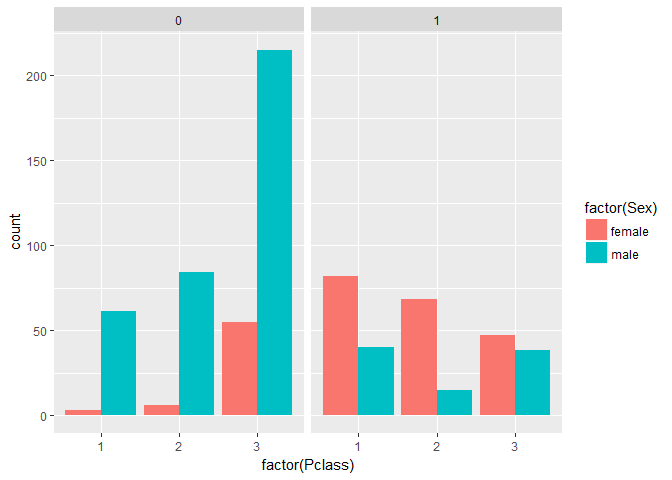 0
1
200
150
100
50
0
count
1 2 3
1 2 3
factor(Pclass)
factor(Sex)
female
male